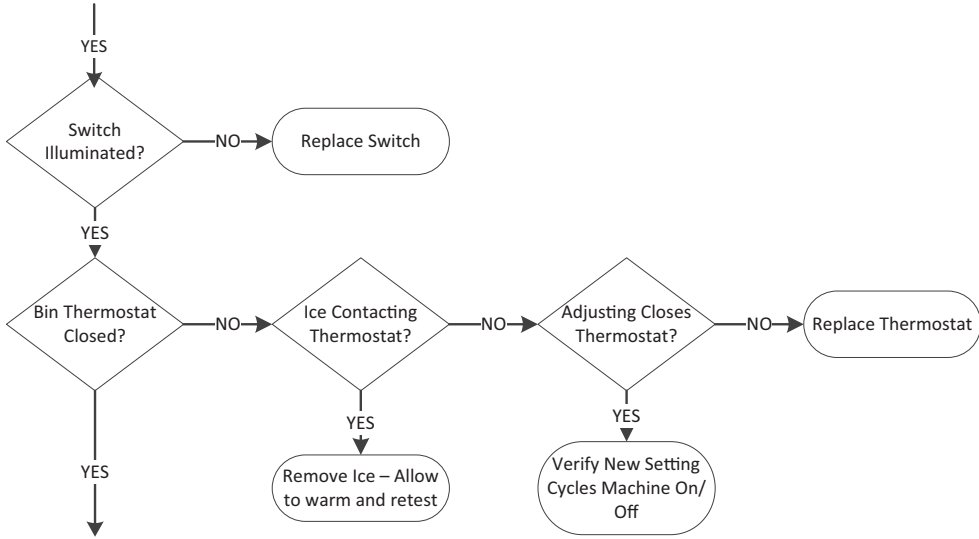 YES
Switch
Illuminated?
NO
Replace Switch
YES
Bin Thermostat
Closed?
NO
Ice Contacting
Thermostat?
NO
Adjusting Closes
Thermostat?
NO
Replace Thermostat
YES
YES
YES
Remove Ice – Allow
to warm and retest
Verify New Setting
Cycles Machine On/
Off